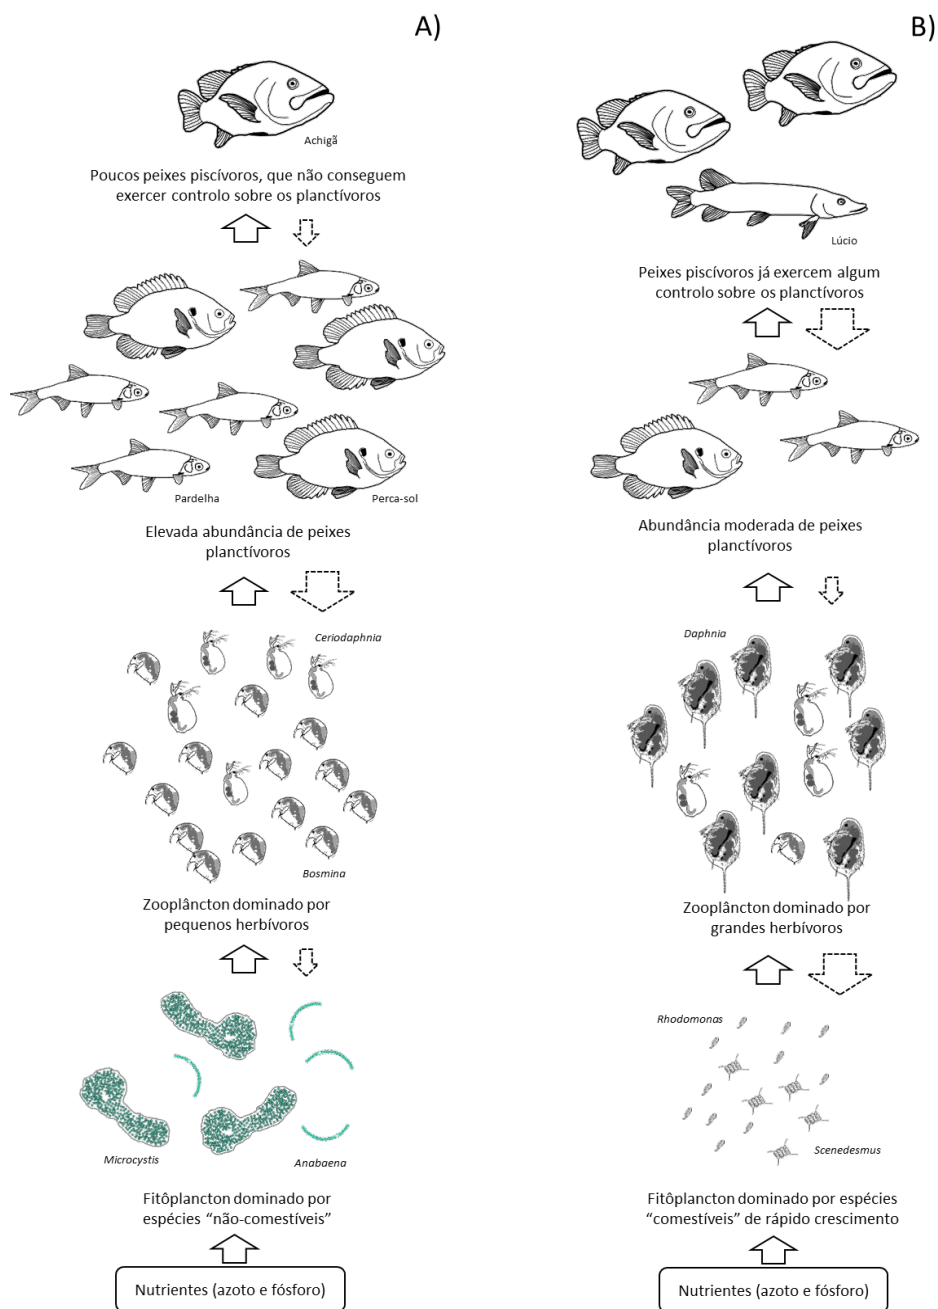 A)
Achigã
Poucos peixes piscívoros, que não conseguem
exercer controlo sobre os planctívoros
Pardelha
Perca-sol
Elevada abundância de peixes
planctívoros
Ceriodaphnia
Bosmina
Zooplâncton dominado por
pequenos herbívoros
Microcystis
Anabaena
Fitôplancton dominado por
espécies “não-comestíveis”
Nutrientes (azoto e fósforo)
B)
Lúcio
Peixes piscívoros já exercem algum
controlo sobre os planctívoros
Abundância moderada de peixes
planctívoros
Daphnia
Zooplâncton dominado por
grandes herbívoros
Rhodomonas
Scenedesmus
Fitôplancton dominado por espécies
“comestíveis” de rápido crescimento
Nutrientes (azoto e fósforo)